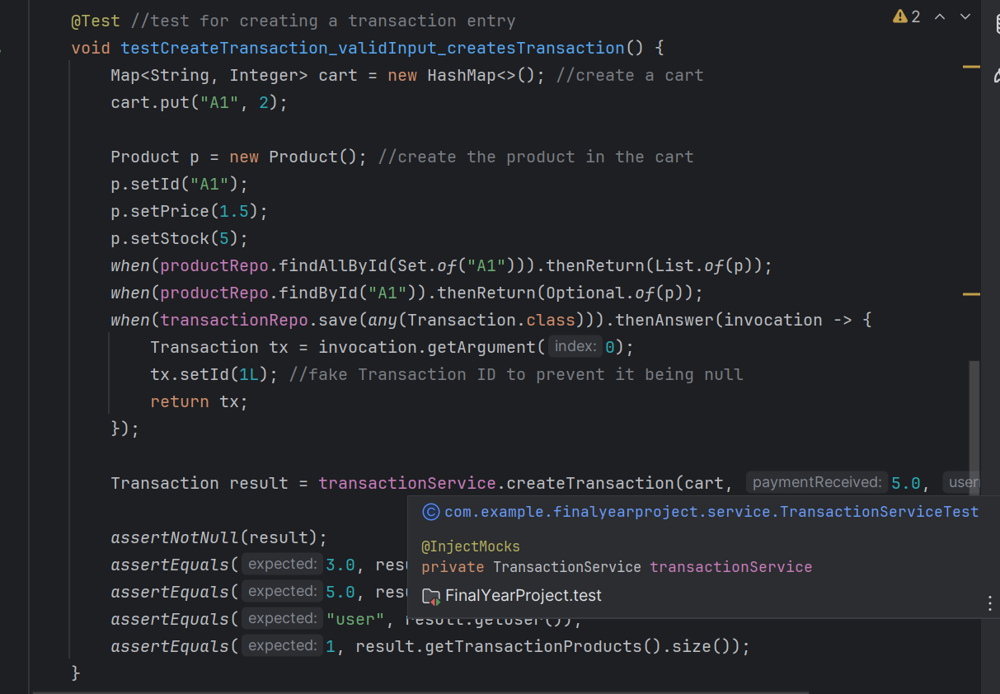 @Test //test for creating a transaction entry
2
void testCreateTransaction_validInput_createsTransaction() {
Map<String, Integer> cart = new HashMap<>(); //create a cart
cart.put("A1", 2);
Product p = new Product(); //create the product in the cart
p.setId("A1");
p.setPrice(1.5);
p.setStock(5);
when(productRepo.findAllById(Set.of("A1"))).thenReturn(List.of(p));
when(productRepo.findById("A1")).thenReturn(Optional.of(p));
when(transactionRepo.save(any(Transaction.class))).thenAnswer(invocation -> {
Transaction tx = invocation.getArgument( index: 0);
tx.setId(1L); //fake Transaction ID to prevent it being null
return tx;
});
Transaction result = transactionService.createTransaction(cart, paymentReceived: 5.0, user
C com.example.finalyearproject.service.TransactionServiceTest
@InjectMocks
private TransactionService transactionService
FinalYearProject.test
assertNotNull(result);
assertEquals( expected: 3.0, resu
assertEquals( expected: 5.0, resu
assertEquals( expected: "user", result.getUser());
assertEquals( expected: 1, result.getTransactionProducts().size());
}